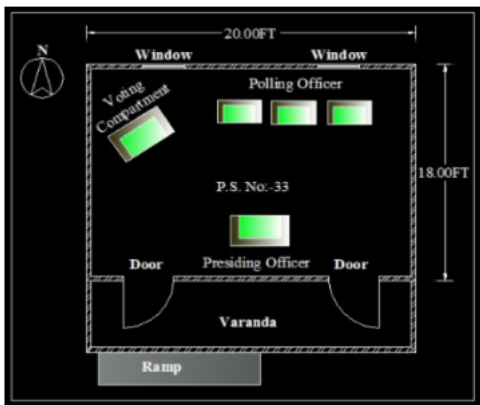 20.00FT
N
Window
Window
Voting
Compartment
Polling Officer
18.00FT
P.S. No:-33
Door
Presiding Officer
Door
Varanda
Ramp